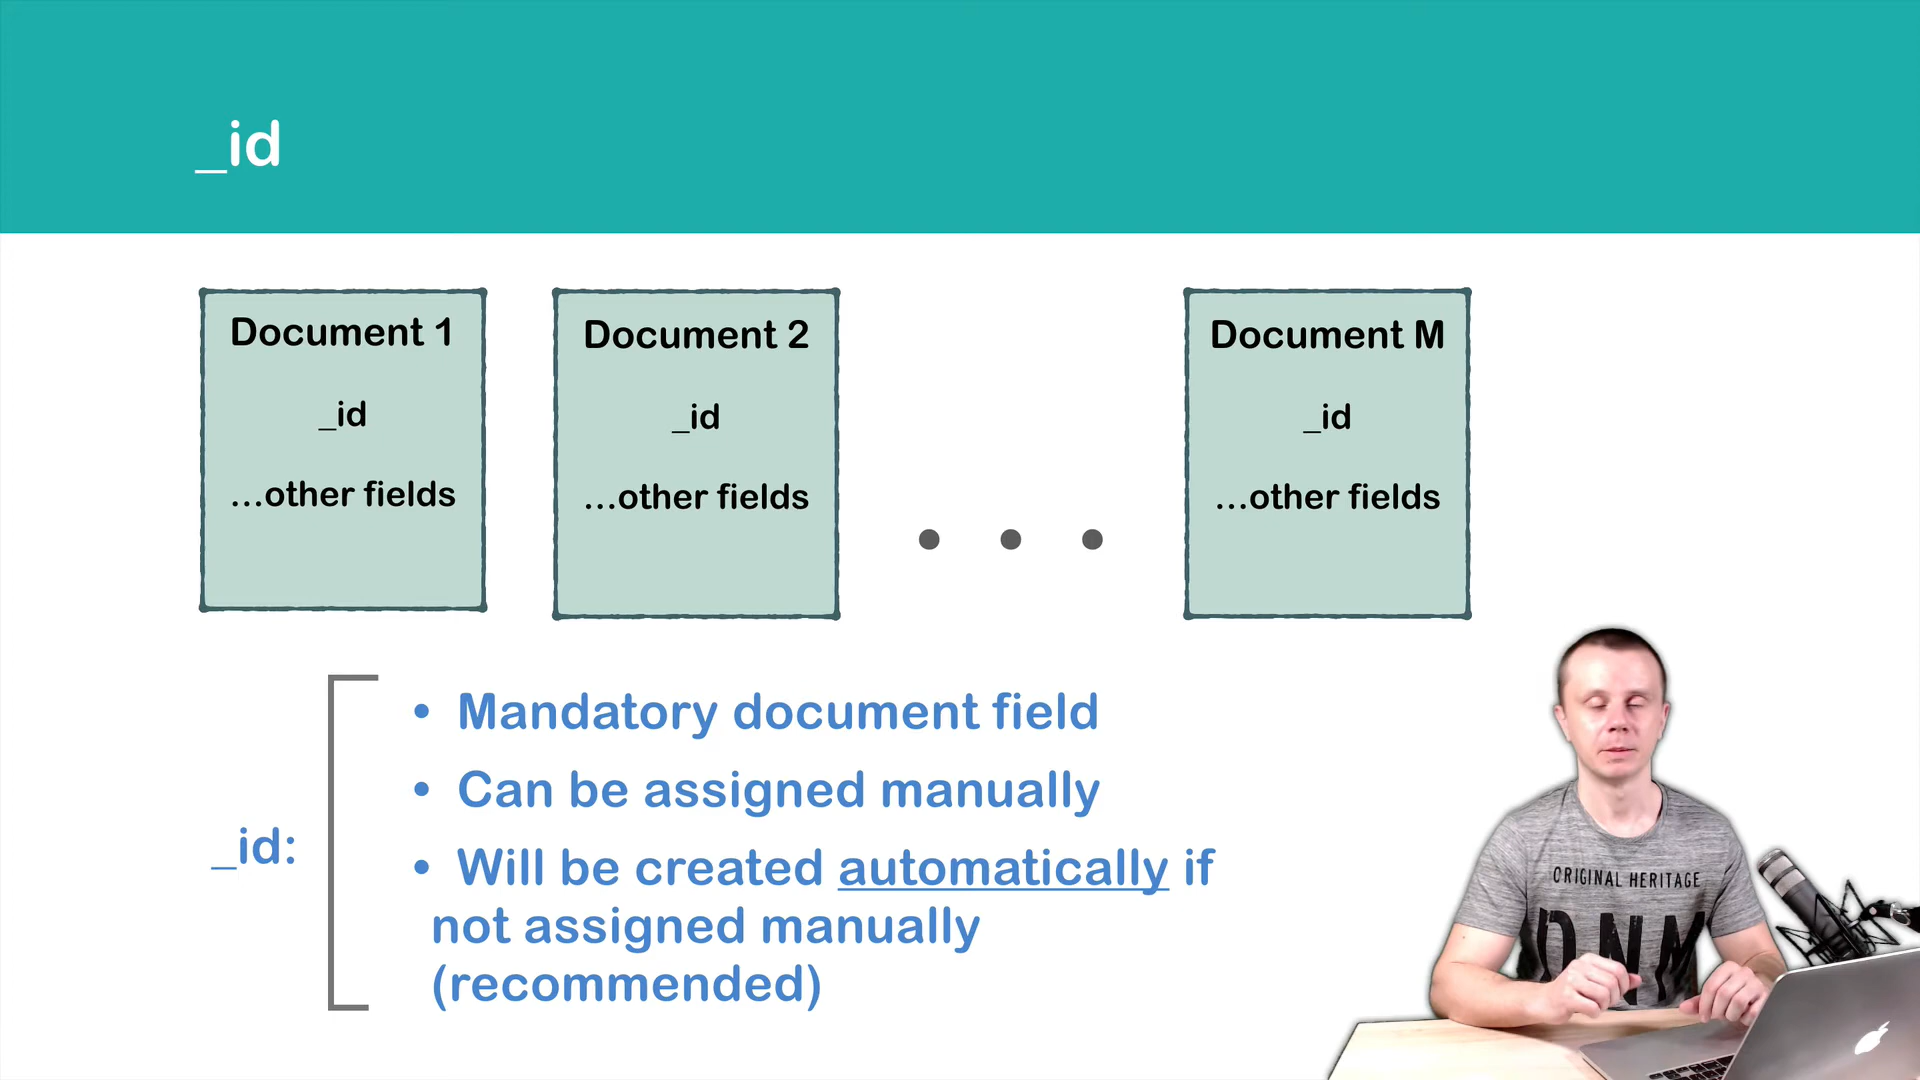 _id
Document 1
_id
...other fields
Document 2
_id
...other fields
Document M
_id
...other fields
_id:
• Mandatory document field
• Can be assigned manually
• Will be created automatically if
not assigned manually
(recommended)
ORIGINAL HERITAGE
DNM